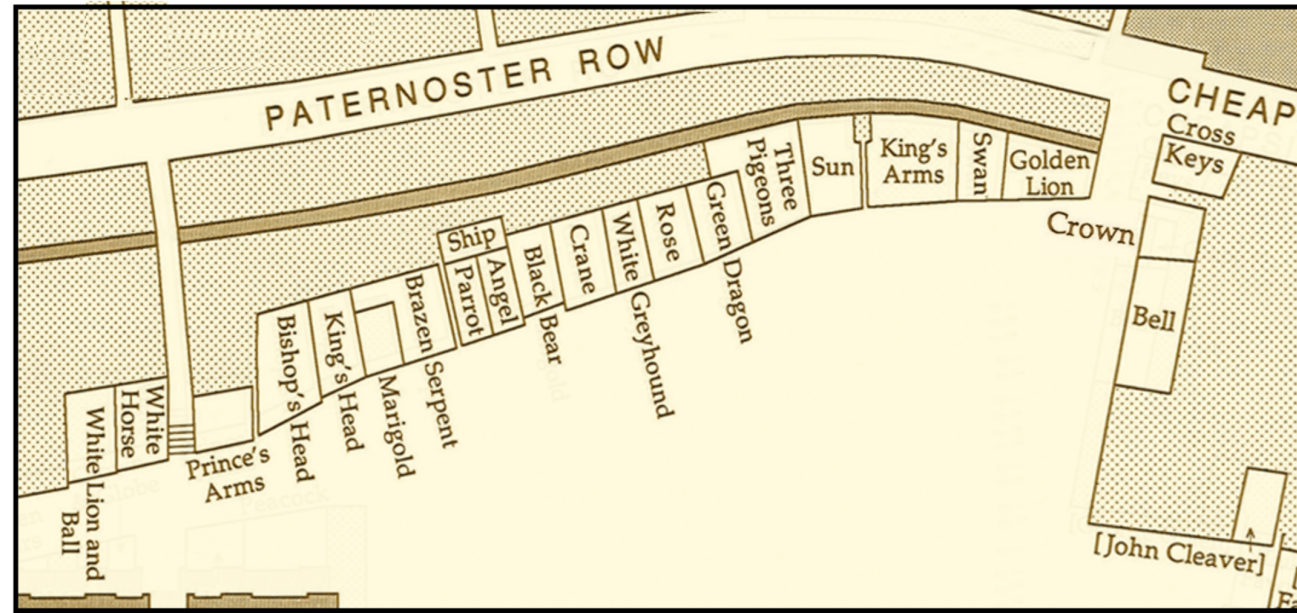 PATERNOSTER ROW
CHEAP
Cross
Keys
Crown
Bell
[John Cleaver]
Golden
Lion
Swan
King's
Arms
Sun
Three
Pigeons
Green Dragon
Rose
White Greyhound
Crane
Black Bear
Ship
Angel
Parrot
Brazen Serpent
Marigold
King's Head
Bishop's Head
Prince's
Arms
White
Horse
White Lion and
Ball